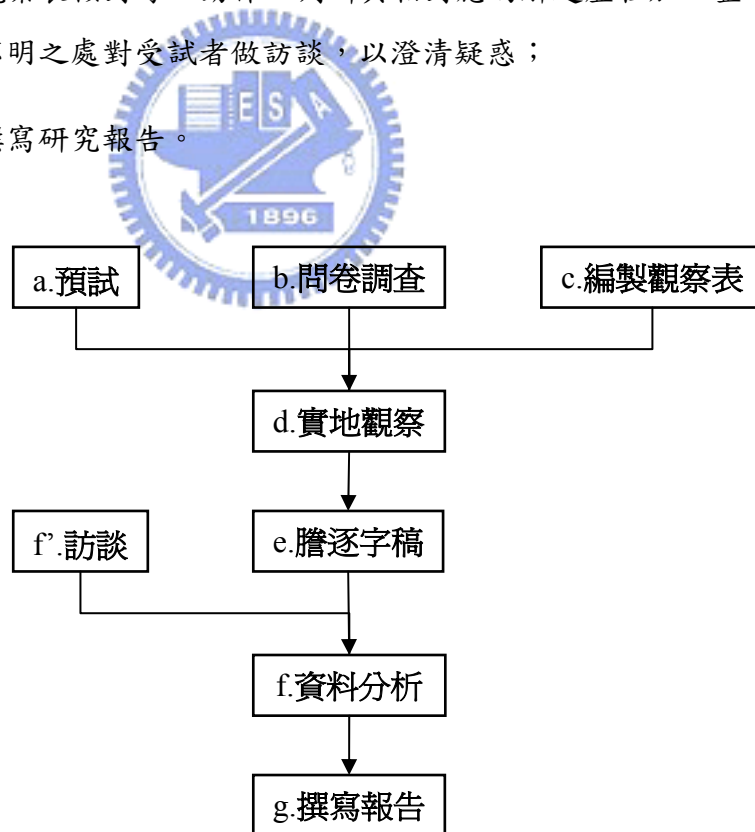 明之處對受試者做訪談，以澄清疑惑；
寫研究報告。
ESA
1896
a.預試
b.問卷調查
c.編製觀察表
d.實地觀察
f’.訪談
e.謄逐字稿
f.資料分析
g.撰寫報告